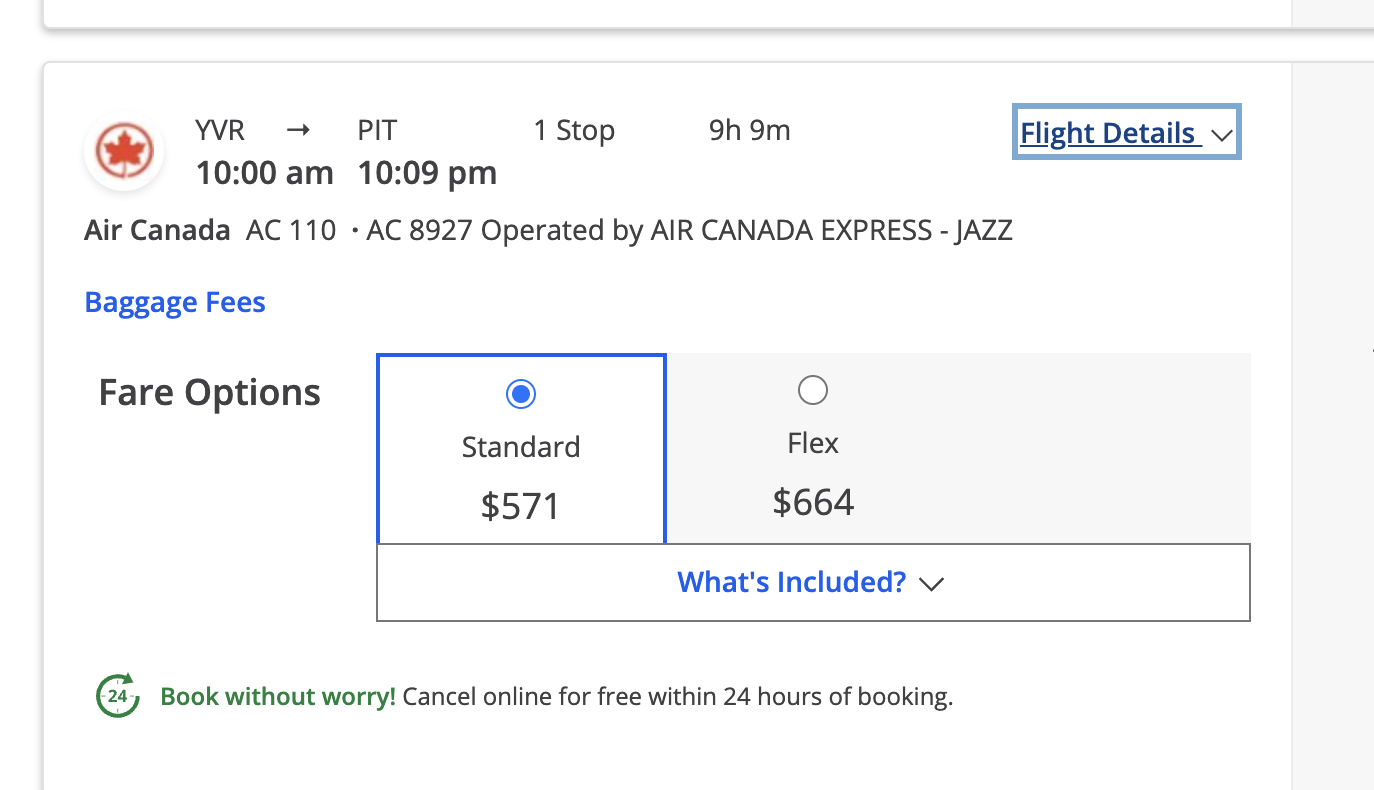 YVR → PIT 1 Stop 9h 9m Flight Details
10:00 am 10:09 pm
Air Canada AC 110 · AC 8927 Operated by AIR CANADA EXPRESS - JAZZ
Baggage Fees
Fare Options
Standard Flex
$571 $664
What's Included?
24 Book without worry! Cancel online for free within 24 hours of booking.